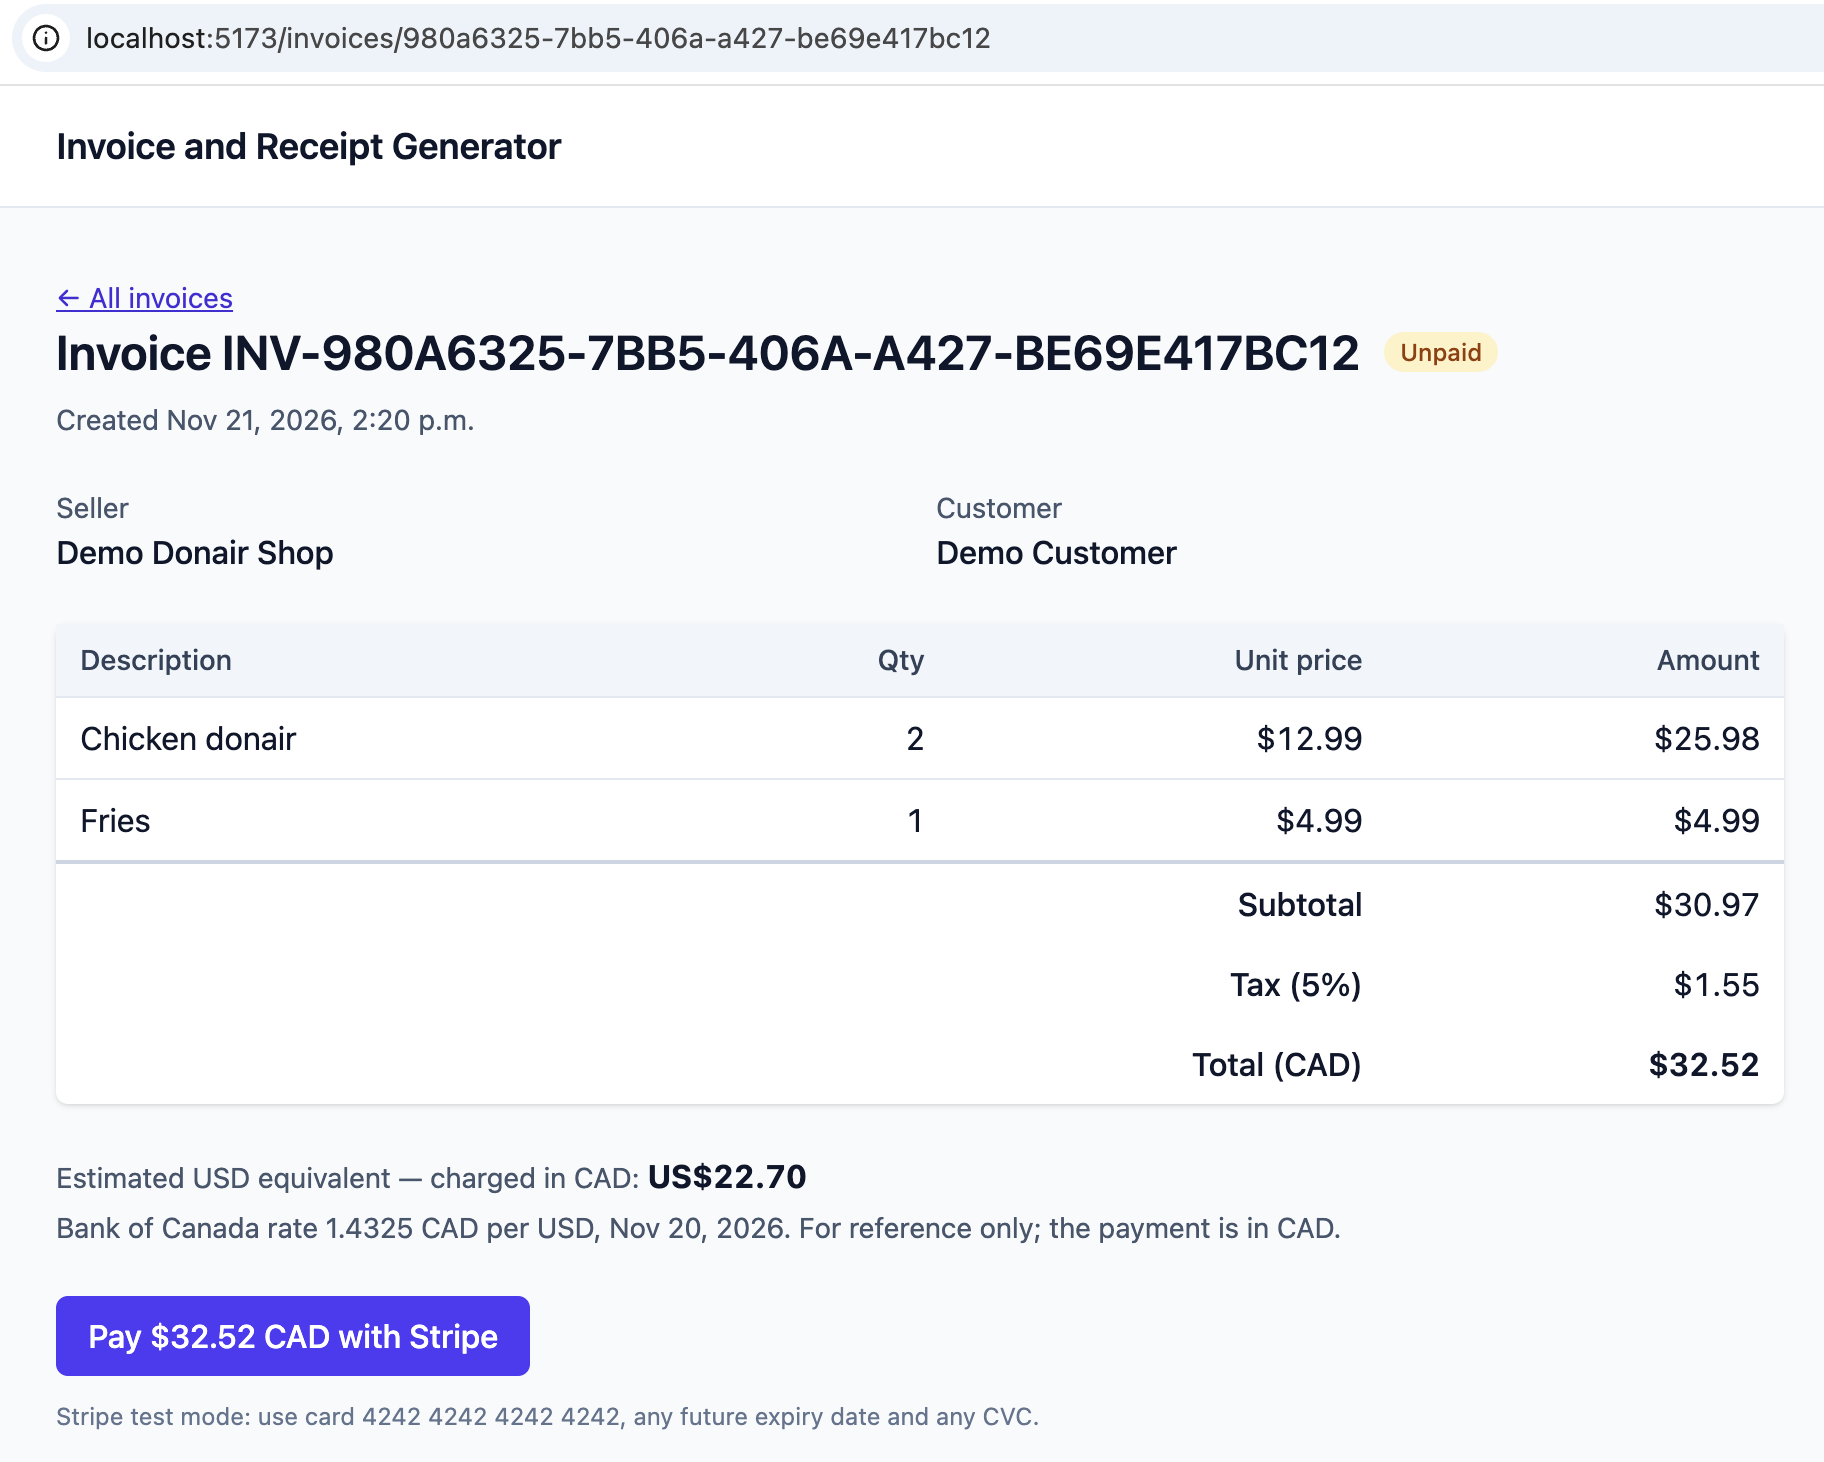 localhost:5173/invoices/980a6325-7bb5-406a-a427-be69e417bc12
Invoice and Receipt Generator
← All invoices
Invoice INV-980A6325-7BB5-406A-A427-BE69E417BC12 Unpaid
Created Nov 21, 2026, 2:20 p.m.
Seller Customer
Demo Donair Shop Demo Customer
Description Qty Unit price Amount
Chicken donair 2 $12.99 $25.98
Fries 1 $4.99 $4.99
Subtotal $30.97
Tax (5%) $1.55
Total (CAD) $32.52
Estimated USD equivalent — charged in CAD: US$22.70
Bank of Canada rate 1.4325 CAD per USD, Nov 20, 2026. For reference only; the payment is in CAD.
Pay $32.52 CAD with Stripe
Stripe test mode: use card 4242 4242 4242 4242, any future expiry date and any CVC.